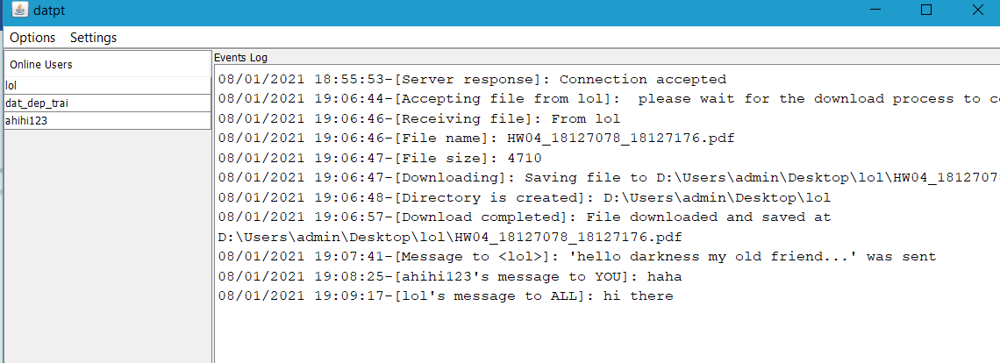 datpt
Options Settings
Online Users
lol
dat_dep_trai
ahihi123
Events Log
08/01/2021 18:55:53-[Server response]: Connection accepted
08/01/2021 19:06:44-[Accepting file from lol]:  please wait for the download process to
08/01/2021 19:06:46-[Receiving file]: From lol
08/01/2021 19:06:46-[File name]: HW04_18127078_18127176.pdf
08/01/2021 19:06:47-[File size]: 4710
08/01/2021 19:06:47-[Downloading]: Saving file to D:\Users\admin\Desktop\lol\HW04_1812707
08/01/2021 19:06:48-[Directory is created]: D:\Users\admin\Desktop\lol
08/01/2021 19:06:57-[Download completed]: File downloaded and saved at
D:\Users\admin\Desktop\lol\HW04_18127078_18127176.pdf
08/01/2021 19:07:41-[Message to <lol>]: 'hello darkness my old friend...' was sent
08/01/2021 19:08:25-[ahihi123's message to YOU]: haha
08/01/2021 19:09:17-[lol's message to ALL]: hi there